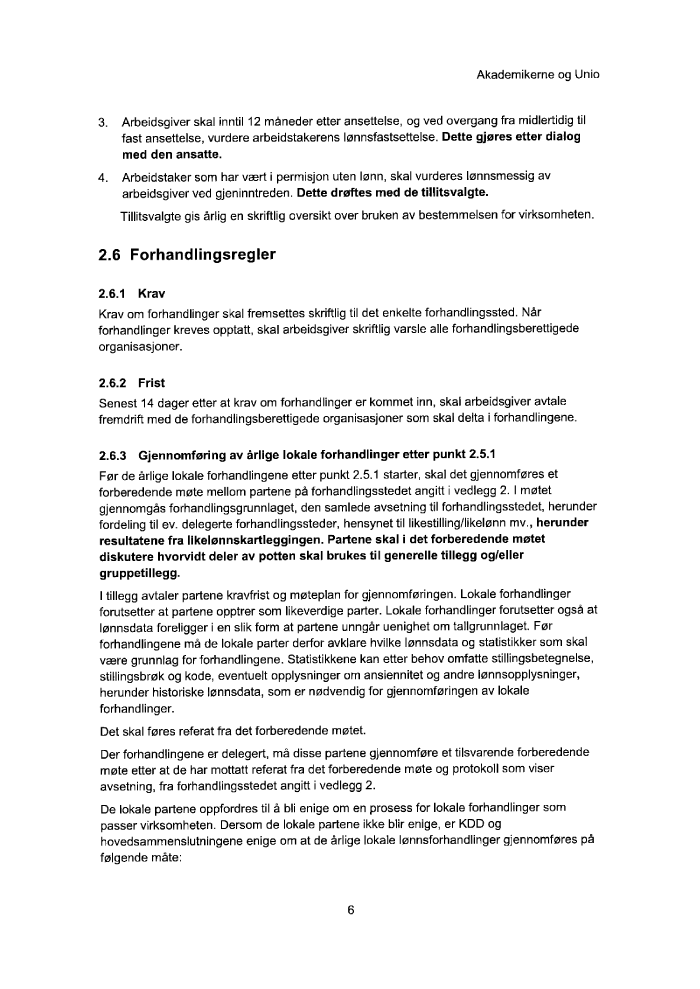 Akademikerne og Unio
3. Arbeidsgiver skal inntil 12 måneder etter ansettelse, og ved overgang fra midlertidig til
fast ansettelse, vurdere arbeidstakerens lønnsfastsettelse. Dette gjøres etter dialog
med den ansatte.
4. Arbeidstaker som har vært i permisjon uten lønn, skal vurderes lønnsmessig av
arbeidsgiver ved gjeninntreden. Dette drøftes med de tillitsvalgte.
Tillitsvalgte gis årlig en skriftlig oversikt over bruken av bestemmelsen for virksomheten.
2.6 Forhandlingsregler
2.6.1 Krav
Krav om forhandlinger skal fremsettes skriftlig til det enkelte forhandlingssted. Når
forhandlinger kreves opptatt, skal arbeidsgiver skriftlig varsle alle forhandlingsberettigede
organisasjoner.
2.6.2 Frist
Senest 14 dager etter at krav om forhandlinger er kommet inn, skal arbeidsgiver avtale
fremdrift med de forhandlingsberettigede organisasjoner som skal delta i forhandlingene.
2.6.3 Gjennomføring av årlige lokale forhandlinger etter punkt 2.5.1
Før de årlige lokale forhandlingene etter punkt 2.5.1 starter, skal det gjennomføres et
forberedende møte mellom partene på forhandlingsstedet angitt i vedlegg 2. I møtet
gjennomgås forhandlingsgrunnlaget, den samlede avsetning til forhandlingsstedet, herunder
fordeling til ev. delegerte forhandlingssteder, hensynet til likestilling/likelønn mv., herunder
resultatene fra likelønnskartleggingen. Partene skal i det forberedende møtet
diskutere hvorvidt deler av potten skal brukes til generelle tillegg og/eller
gruppetillegg.
I tillegg avtaler partene kravfrist og møteplan for gjennomføringen. Lokale forhandlinger
forutsetter at partene opptrer som likeverdige parter. Lokale forhandlinger forutsetter også at
lønnsdata foreligger i en slik form at partene unngår uenighet om tallgrunnlaget. Før
forhandlingene må de lokale parter derfor avklare hvilke lønnsdata og statistikker som skal
være grunnlag for forhandlingene. Statistikkene kan etter behov omfatte stillingsbetegnelse,
stillingsbrøk og kode, eventuelt opplysninger om ansiennitet og andre lønnsopplysninger,
herunder historiske lønnsdata, som er nødvendig for gjennomføringen av lokale
forhandlinger.
Det skal føres referat fra det forberedende møtet.
Der forhandlingene er delegert, må disse partene gjennomføre et tilsvarende forberedende
møte etter at de har mottatt referat fra det forberedende møte og protokoll som viser
avsetning, fra forhandlingsstedet angitt i vedlegg 2.
De lokale partene oppfordres til å bli enige om en prosess for lokale forhandlinger som
passer virksomheten. Dersom de lokale partene ikke blir enige, er KDD og
hovedsammenslutningene enige om at de årlige lokale lønnsforhandlinger gjennomføres på
følgende måte:
6